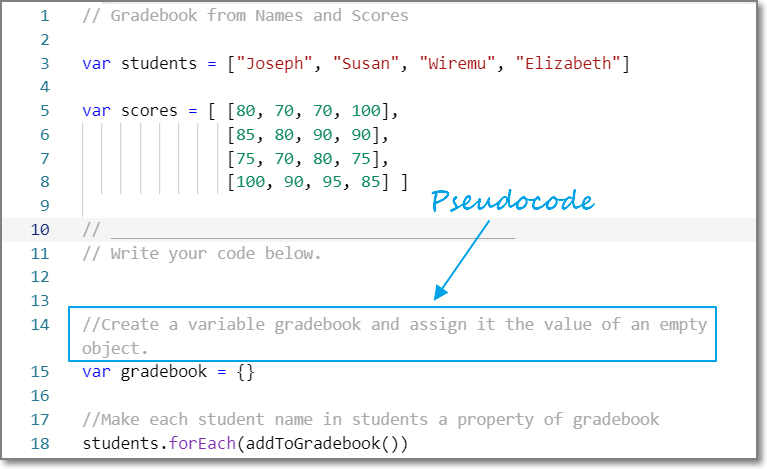 1 // Gradebook from Names and Scores
2
3 var students = ["Joseph", "Susan", "Wiremu", "Elizabeth"]
4
5 var scores = [ [80, 70, 70, 100],
6 [85, 80, 90, 90],
7 [75, 70, 80, 75],
8 [100, 90, 95, 85] ]
9
Pseudocode
10 // __________________________________________
11 // Write your code below.
12
13
14 //Create a variable gradebook and assign it the value of an empty
object.
15 var gradebook = {}
16
17 //Make each student name in students a property of gradebook
18 students.forEach(addToGradebook())